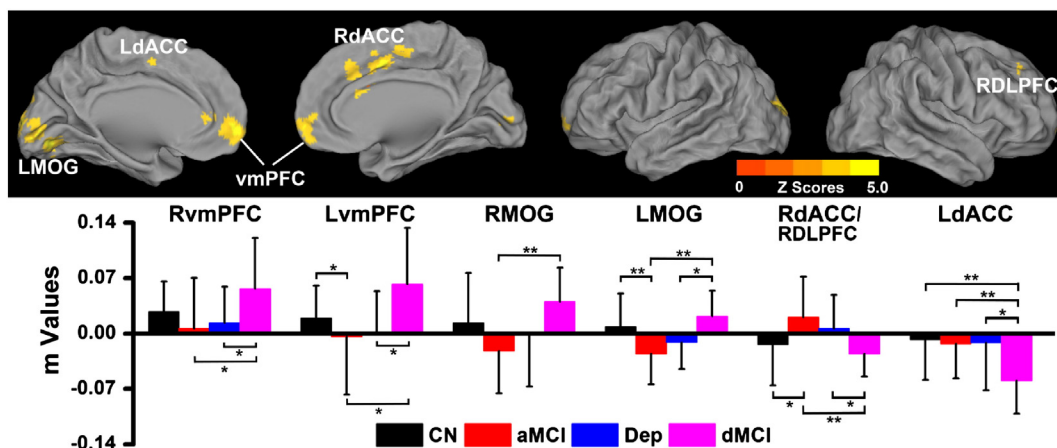 LdACC
RdACC
RDLPFC
LMOG
vmPFC
0 Z Scores 5.0
RvmPFC LvmPFC RMOG LMOG RdACC/ RDLPFC LdACC
m Values
0.14
0.07
0.00
-0.07
-0.14
* * * * ** ** ** * * ** * ** ** *
CN aMCI Dep dMCI